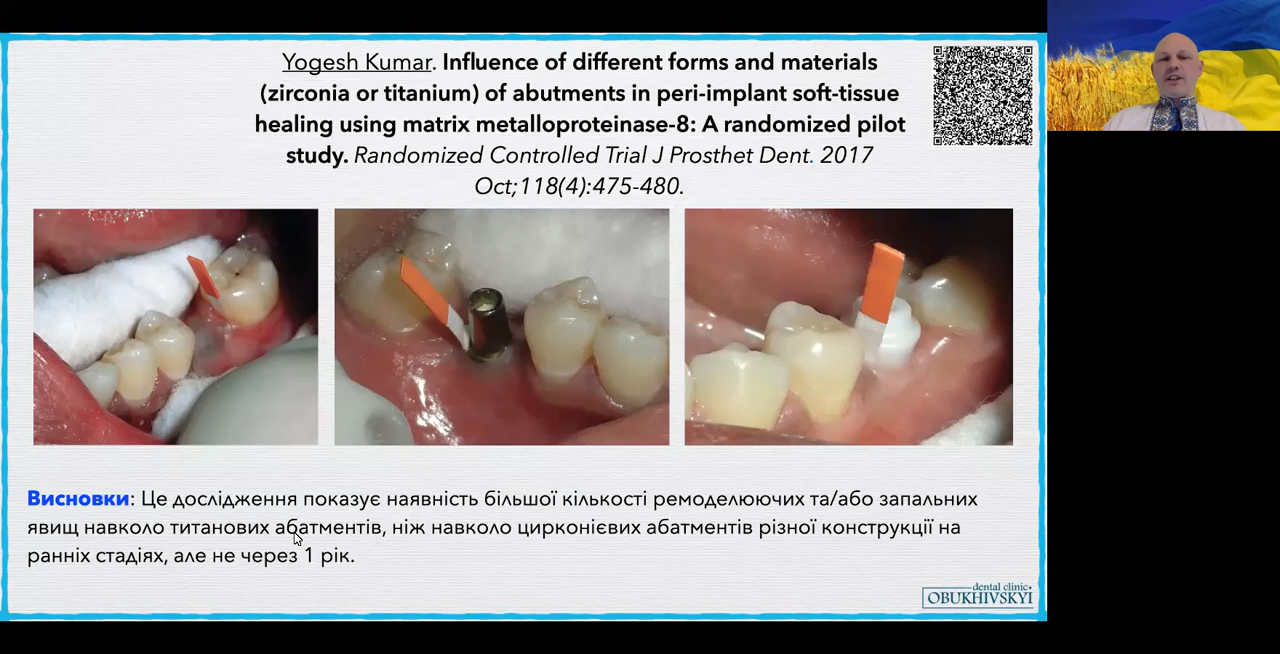 Yogesh Kumar. Influence of different forms and materials
(zirconia or titanium) of abutments in peri-implant soft-tissue
healing using matrix metalloproteinase-8: A randomized pilot
study. Randomized Controlled Trial J Prosthet Dent. 2017
Oct;118(4):475-480.
Висновки: Це дослідження показує наявність більшої кількості ремоделюючих та/або запальних
явищ навколо титанових абатментів, ніж навколо цирконієвих абатментів різної конструкції на
ранніх стадіях, але не через 1 рік.
dental clinic
OBUKHIVSKYI